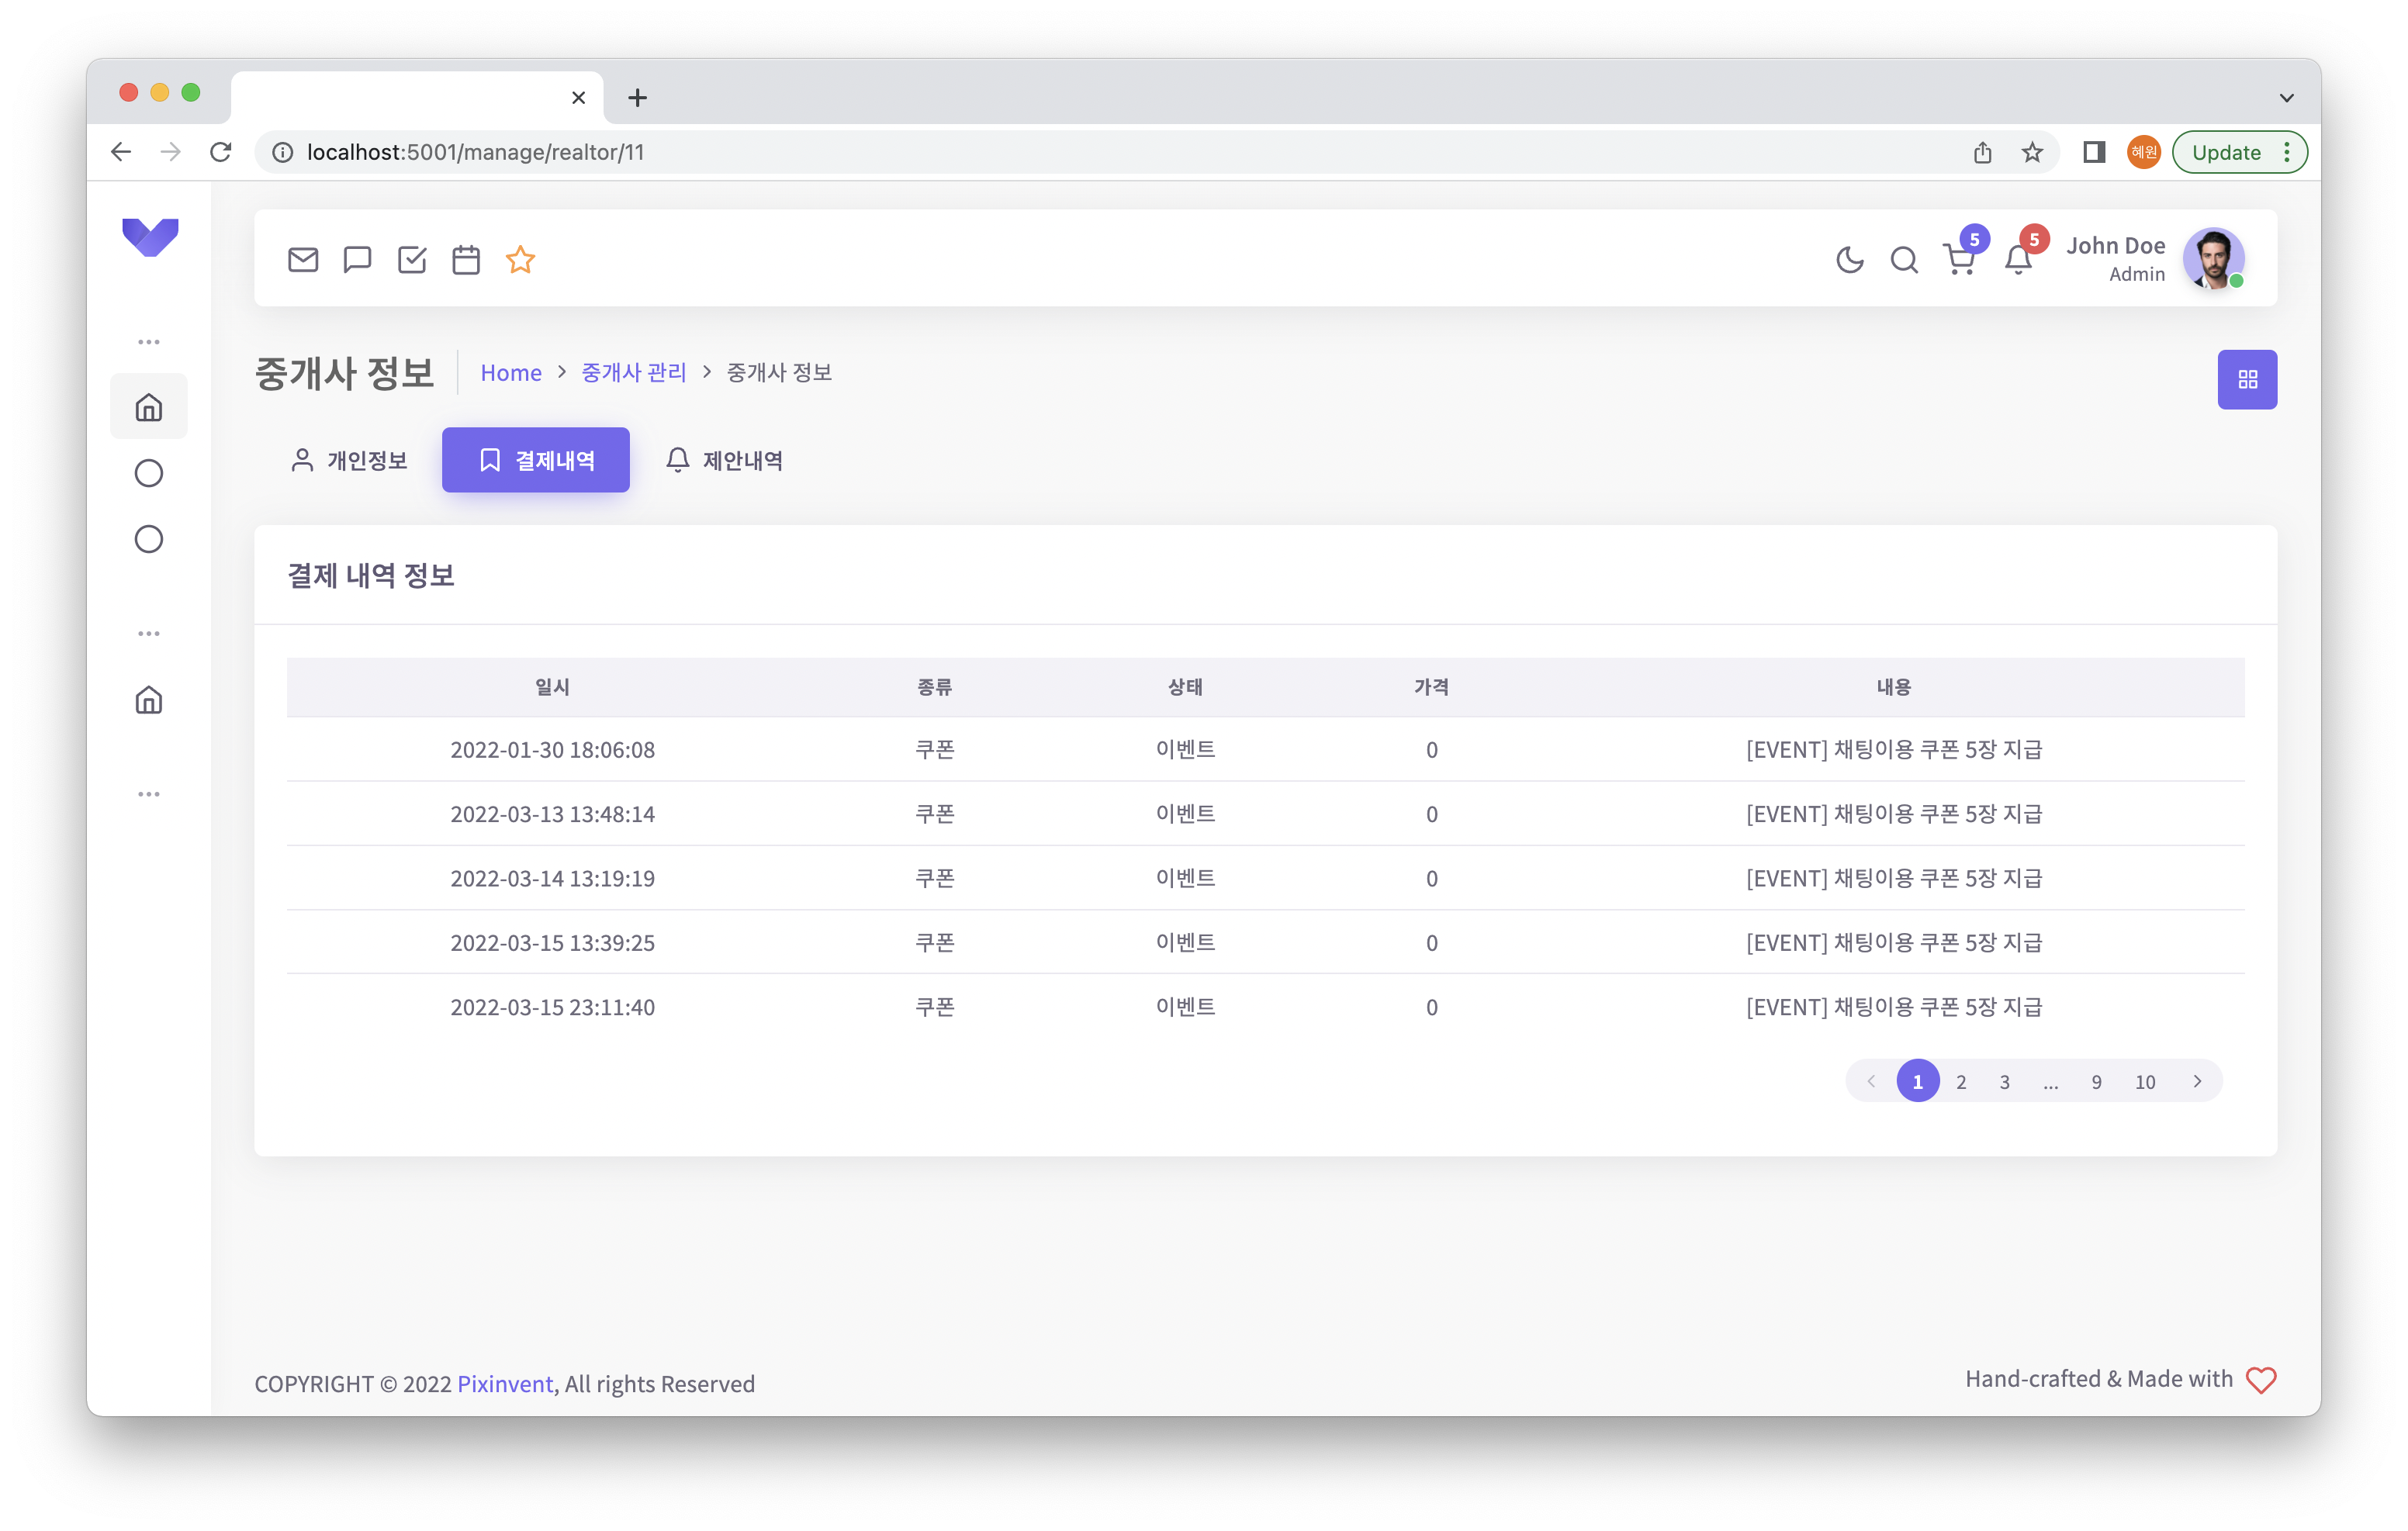 localhost:5001/manage/realtor/11
혜원
Update
5
5
John Doe
Admin
중개사 정보
Home > 중개사 관리 > 중개사 정보
개인정보 결제내역 제안내역
결제 내역 정보
일시 종류 상태 가격 내용
2022-01-30 18:06:08 쿠폰 이벤트 0 [EVENT] 채팅이용 쿠폰 5장 지급
2022-03-13 13:48:14 쿠폰 이벤트 0 [EVENT] 채팅이용 쿠폰 5장 지급
2022-03-14 13:19:19 쿠폰 이벤트 0 [EVENT] 채팅이용 쿠폰 5장 지급
2022-03-15 13:39:25 쿠폰 이벤트 0 [EVENT] 채팅이용 쿠폰 5장 지급
2022-03-15 23:11:40 쿠폰 이벤트 0 [EVENT] 채팅이용 쿠폰 5장 지급
1 2 3 ... 9 10
COPYRIGHT © 2022 Pixinvent, All rights Reserved
Hand-crafted & Made with